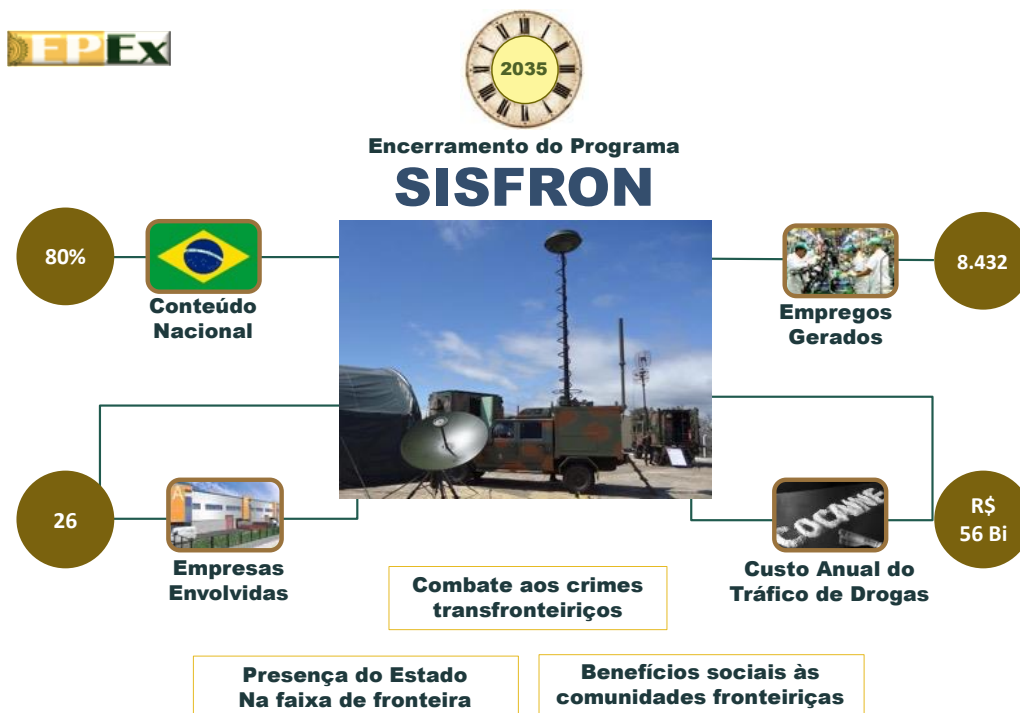 EPEx
2035
Encerramento do Programa
SISFRON
80%
Conteúdo
Nacional
Empregos
Gerados
8.432
26
Empresas
Envolvidas
COCAINE
Custo Anual do
Tráfico de Drogas
R$
56 Bi
Combate aos crimes
transfronteiriços
Presença do Estado
Na faixa de fronteira
Benefícios sociais às
comunidades fronteiriças